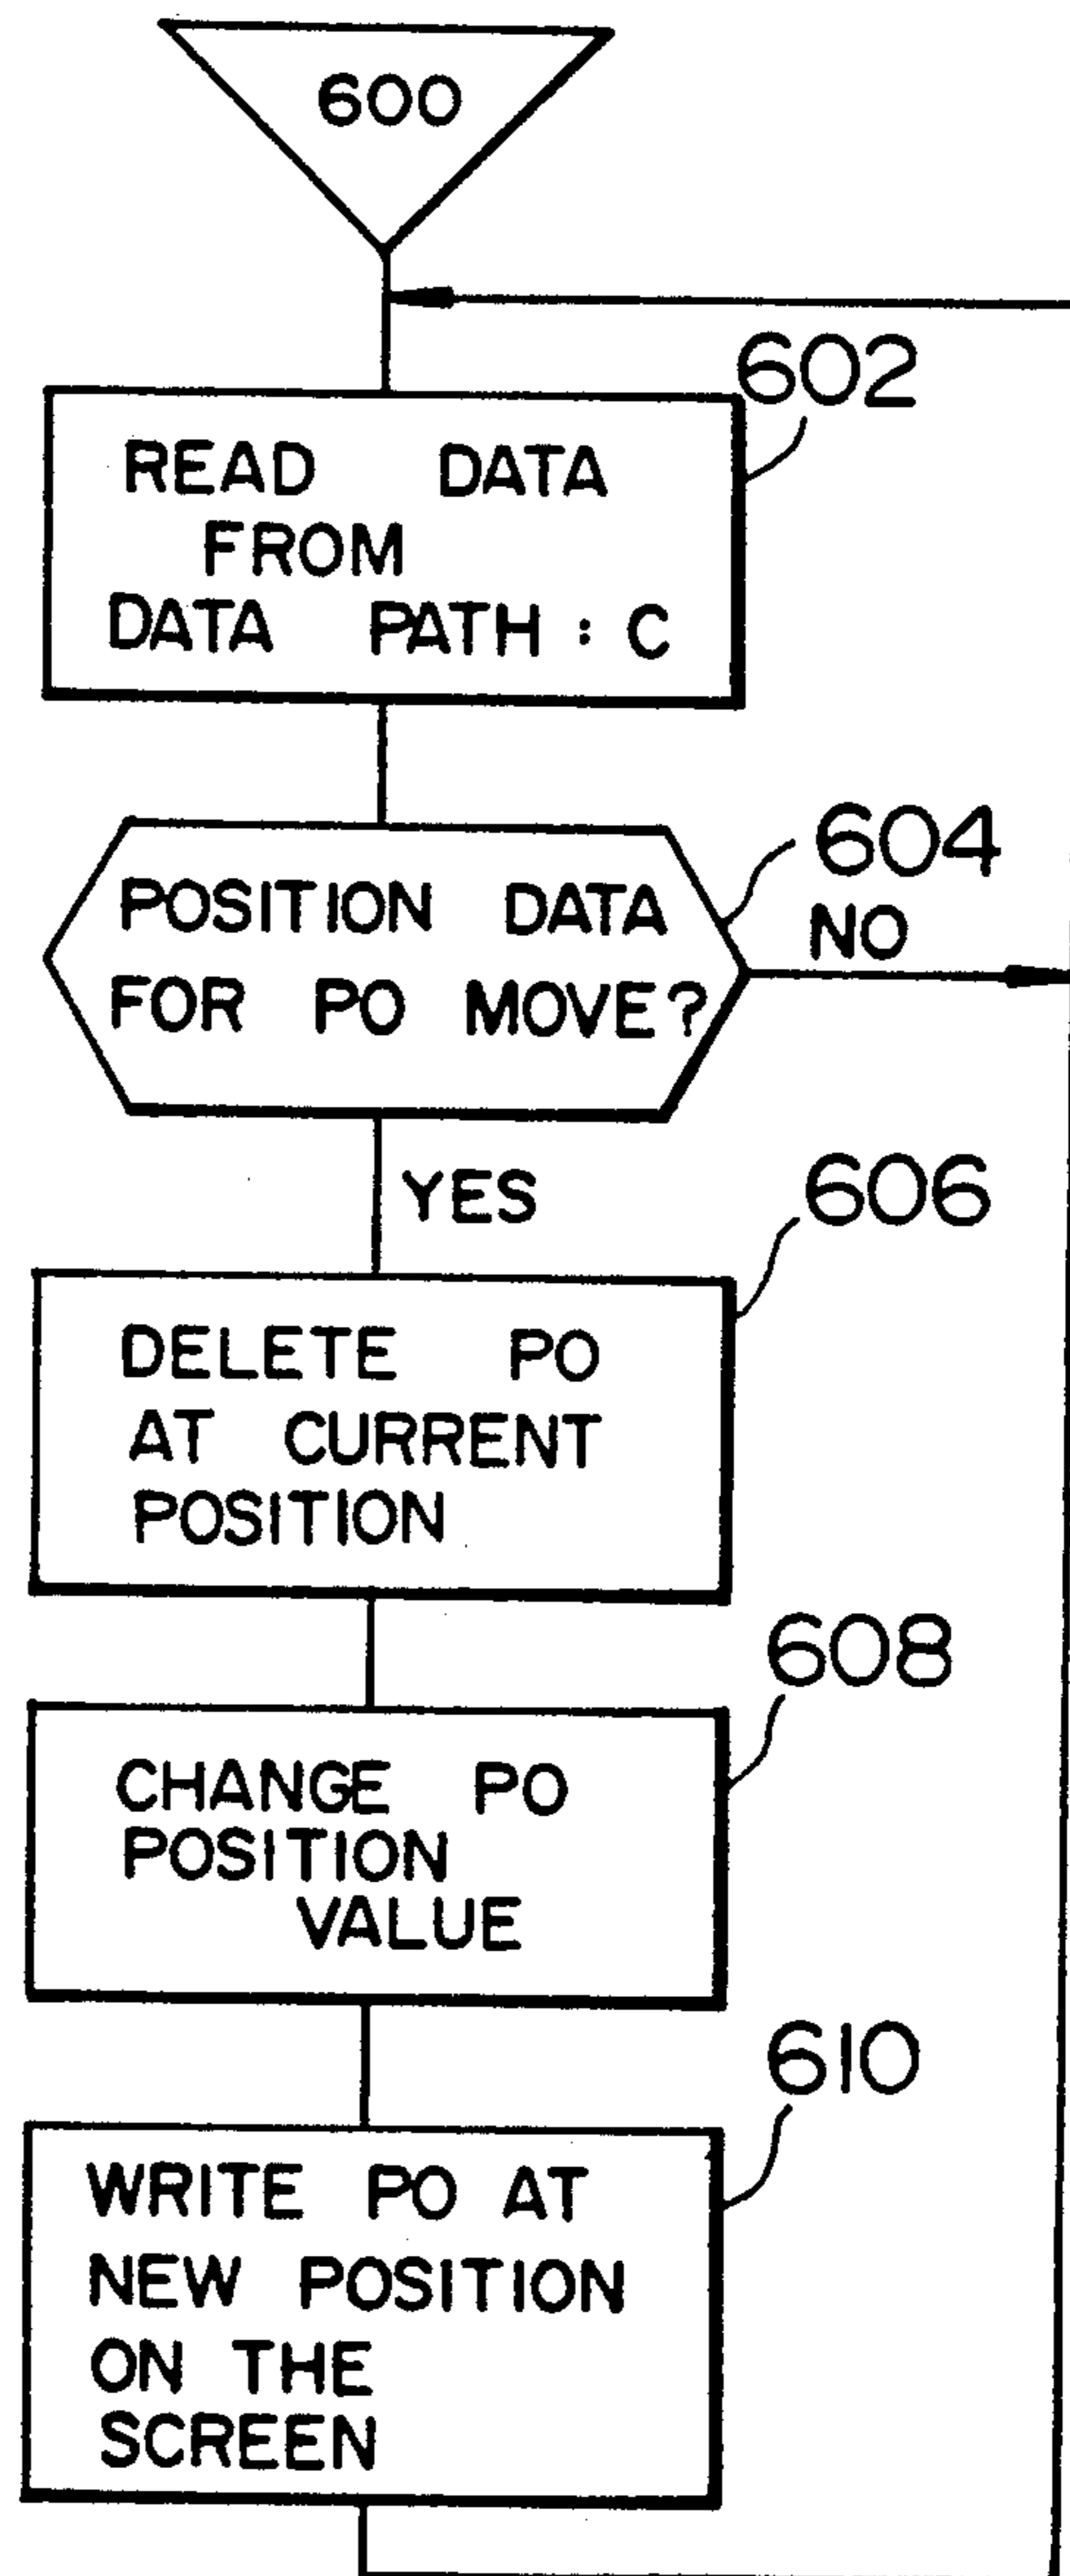 600
602
READ DATA
FROM
DATA PATH : C
604
NO
POSITION DATA
FOR PO MOVE?
YES
606
DELETE PO
AT CURRENT
POSITION
608
CHANGE PO
POSITION
VALUE
610
WRITE PO AT
NEW POSITION
ON THE
SCREEN